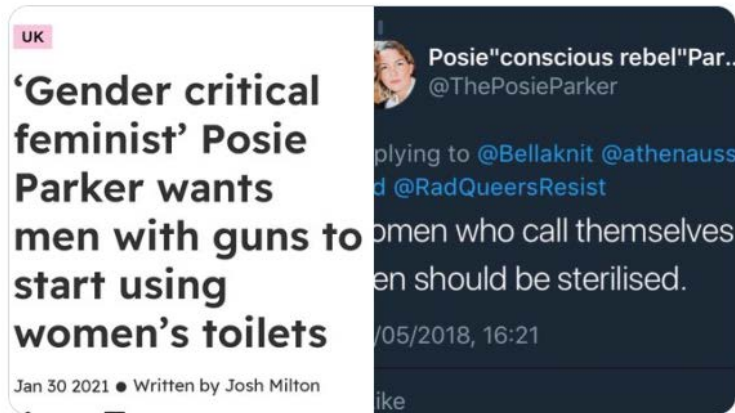 UK
‘Gender critical
feminist’ Posie
Parker wants
men with guns to
start using
women’s toilets
Jan 30 2021 ● Written by Josh Milton
Posie"conscious rebel"Par..
@ThePosieParker
plying to @Bellaknit @athenauss
d @RadQueersResist
omen who call themselves
en should be sterilised.
/05/2018, 16:21
ike